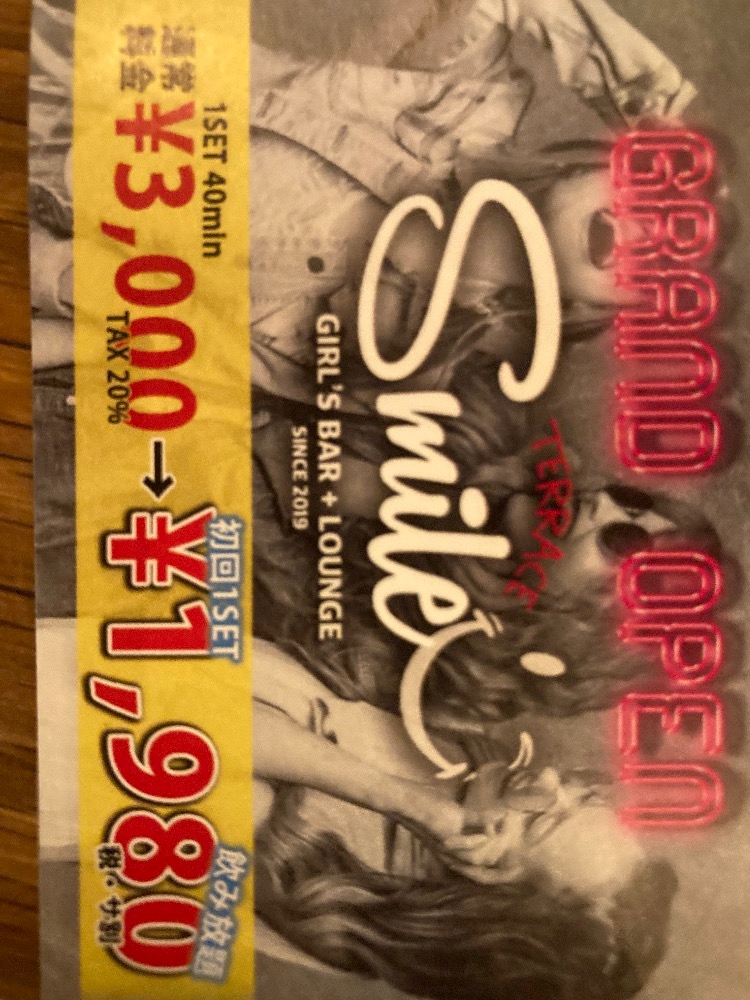 GRAND OPEN
TERRACE
Smile
GIRL'S BAR + LOUNGE
SINCE 2019
1SET 40min
通常
料金
¥3,000→
TAX 20%
初回1SET
¥1,980
飲み放題
税・サ別